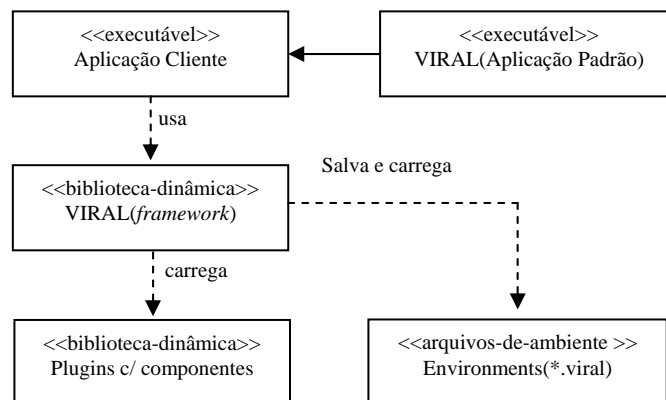 <<executável>>
Aplicação Cliente
<<executável>>
VIRAL(Aplicação Padrão)
usa
Salva e carrega
<<biblioteca-dinâmica>>
VIRAL(framework)
carrega
<<biblioteca-dinâmica>>
Plugins c/ componentes
<<arquivos-de-ambiente >>
Environments(*.viral)